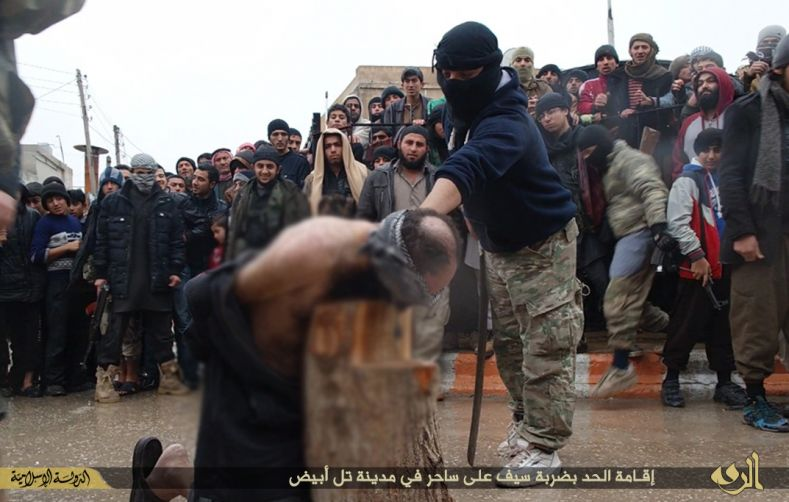 الدولة الإسلامية
إقامة الحد بضربة سيف على ساحر في مدينة تل أبيض